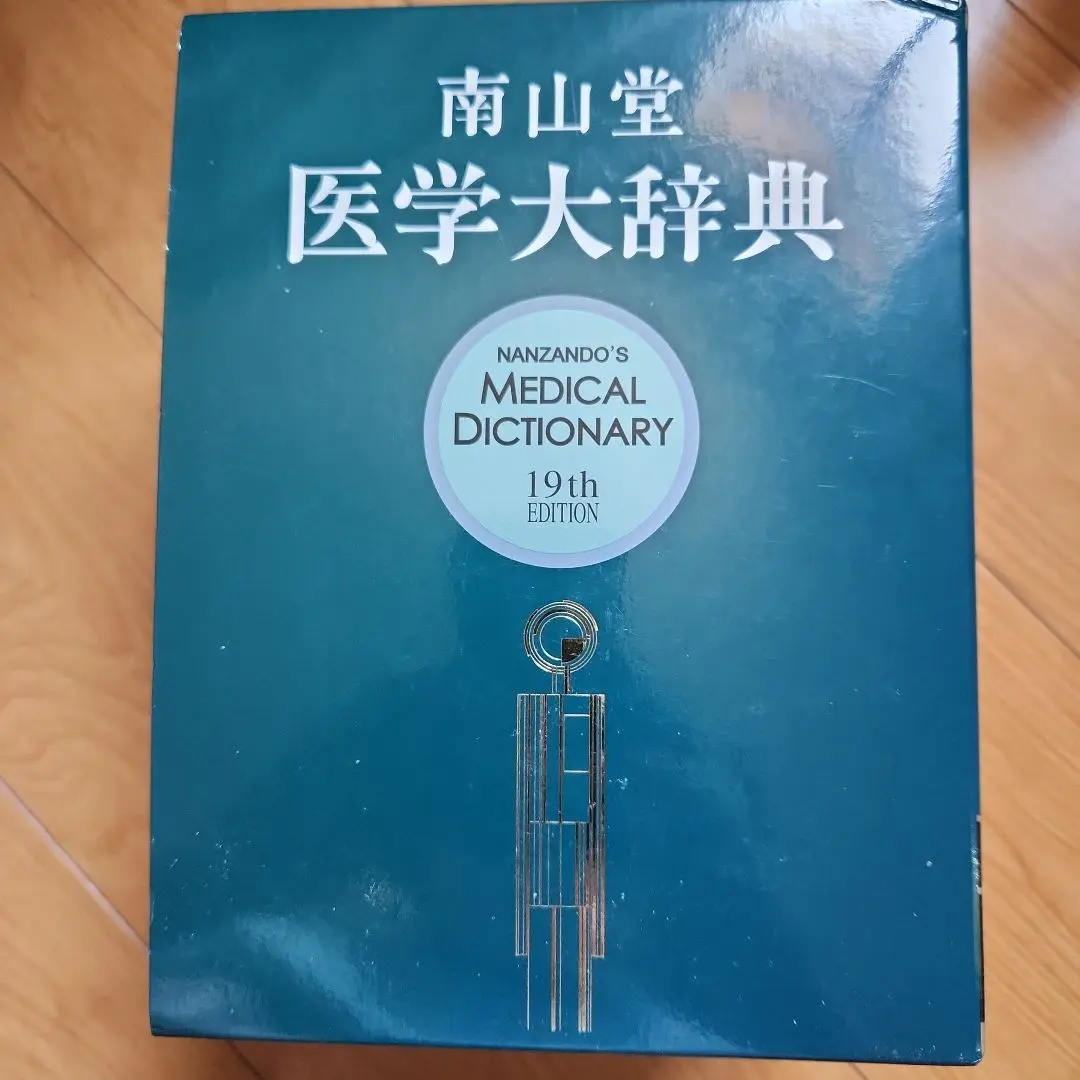 南山堂
医学大辞典
NANZANDO'S
MEDICAL
DICTIONARY
19th
EDITION